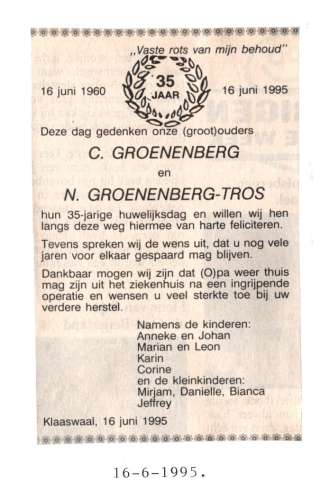 „Vaste rots van mijn behoud"
16 juni 1960 35 JAAR 16 juni 1995
Deze dag gedenken onze (groot)ouders
C. GROENENBERG
en
N. GROENENBERG-TROS
hun 35-jarige huwelijksdag en willen wij hen
langs deze weg hiermee van harte feliciteren.
Tevens spreken wij de wens uit, dat u nog vele
jaren voor elkaar gespaard mag blijven.
Dankbaar mogen wij zijn dat (O)pa weer thuis
mag zijn uit het ziekenhuis na een ingrijpende
operatie en wensen u veel sterkte toe bij uw
verdere herstel.
Namens de kinderen:
Anneke en Johan
Marian en Leon
Karin
Corine
en de kleinkinderen:
Mirjam, Danielle, Bianca
Jeffrey
Klaaswaal, 16 juni 1995
35
16-6-1995.